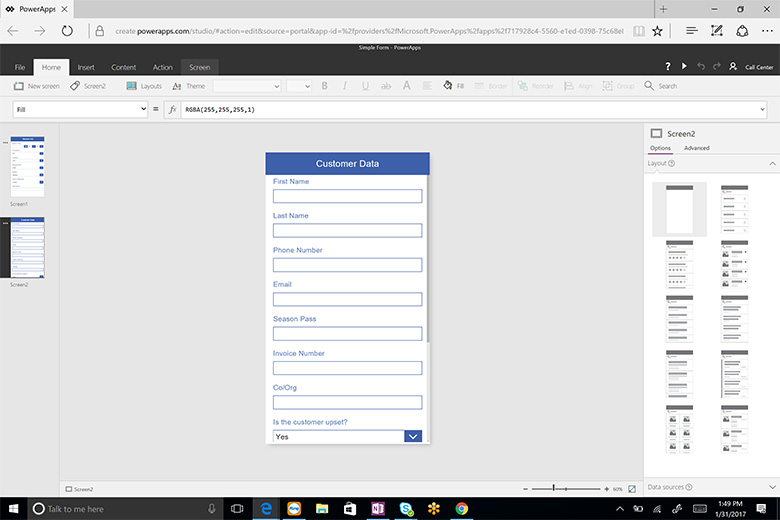 PowerApps
create.powerapps.com/studio/#action=edit&source=portal&app-id=%2fproviders%2fMicrosoft.PowerApps%2fapps%2f717928c4-5560-e1ed-0398-75c68el
Simple Form - PowerApps
File Home Insert Content Action Screen
Call Center
New screen Screen2 Layouts Theme B I U ab A Fill Border Reorder Align Group Search
Fill = fx RGBA(255,255,255,1)
Screen1
Screen2
Customer Data
First Name
Last Name
Phone Number
Email
Season Pass
Invoice Number
Co/Org
Is the customer upset?
Yes
Screen2
Options Advanced
Layout
Data sources
Screen2
60%
Talk to me here
1:49 PM
1/31/2017